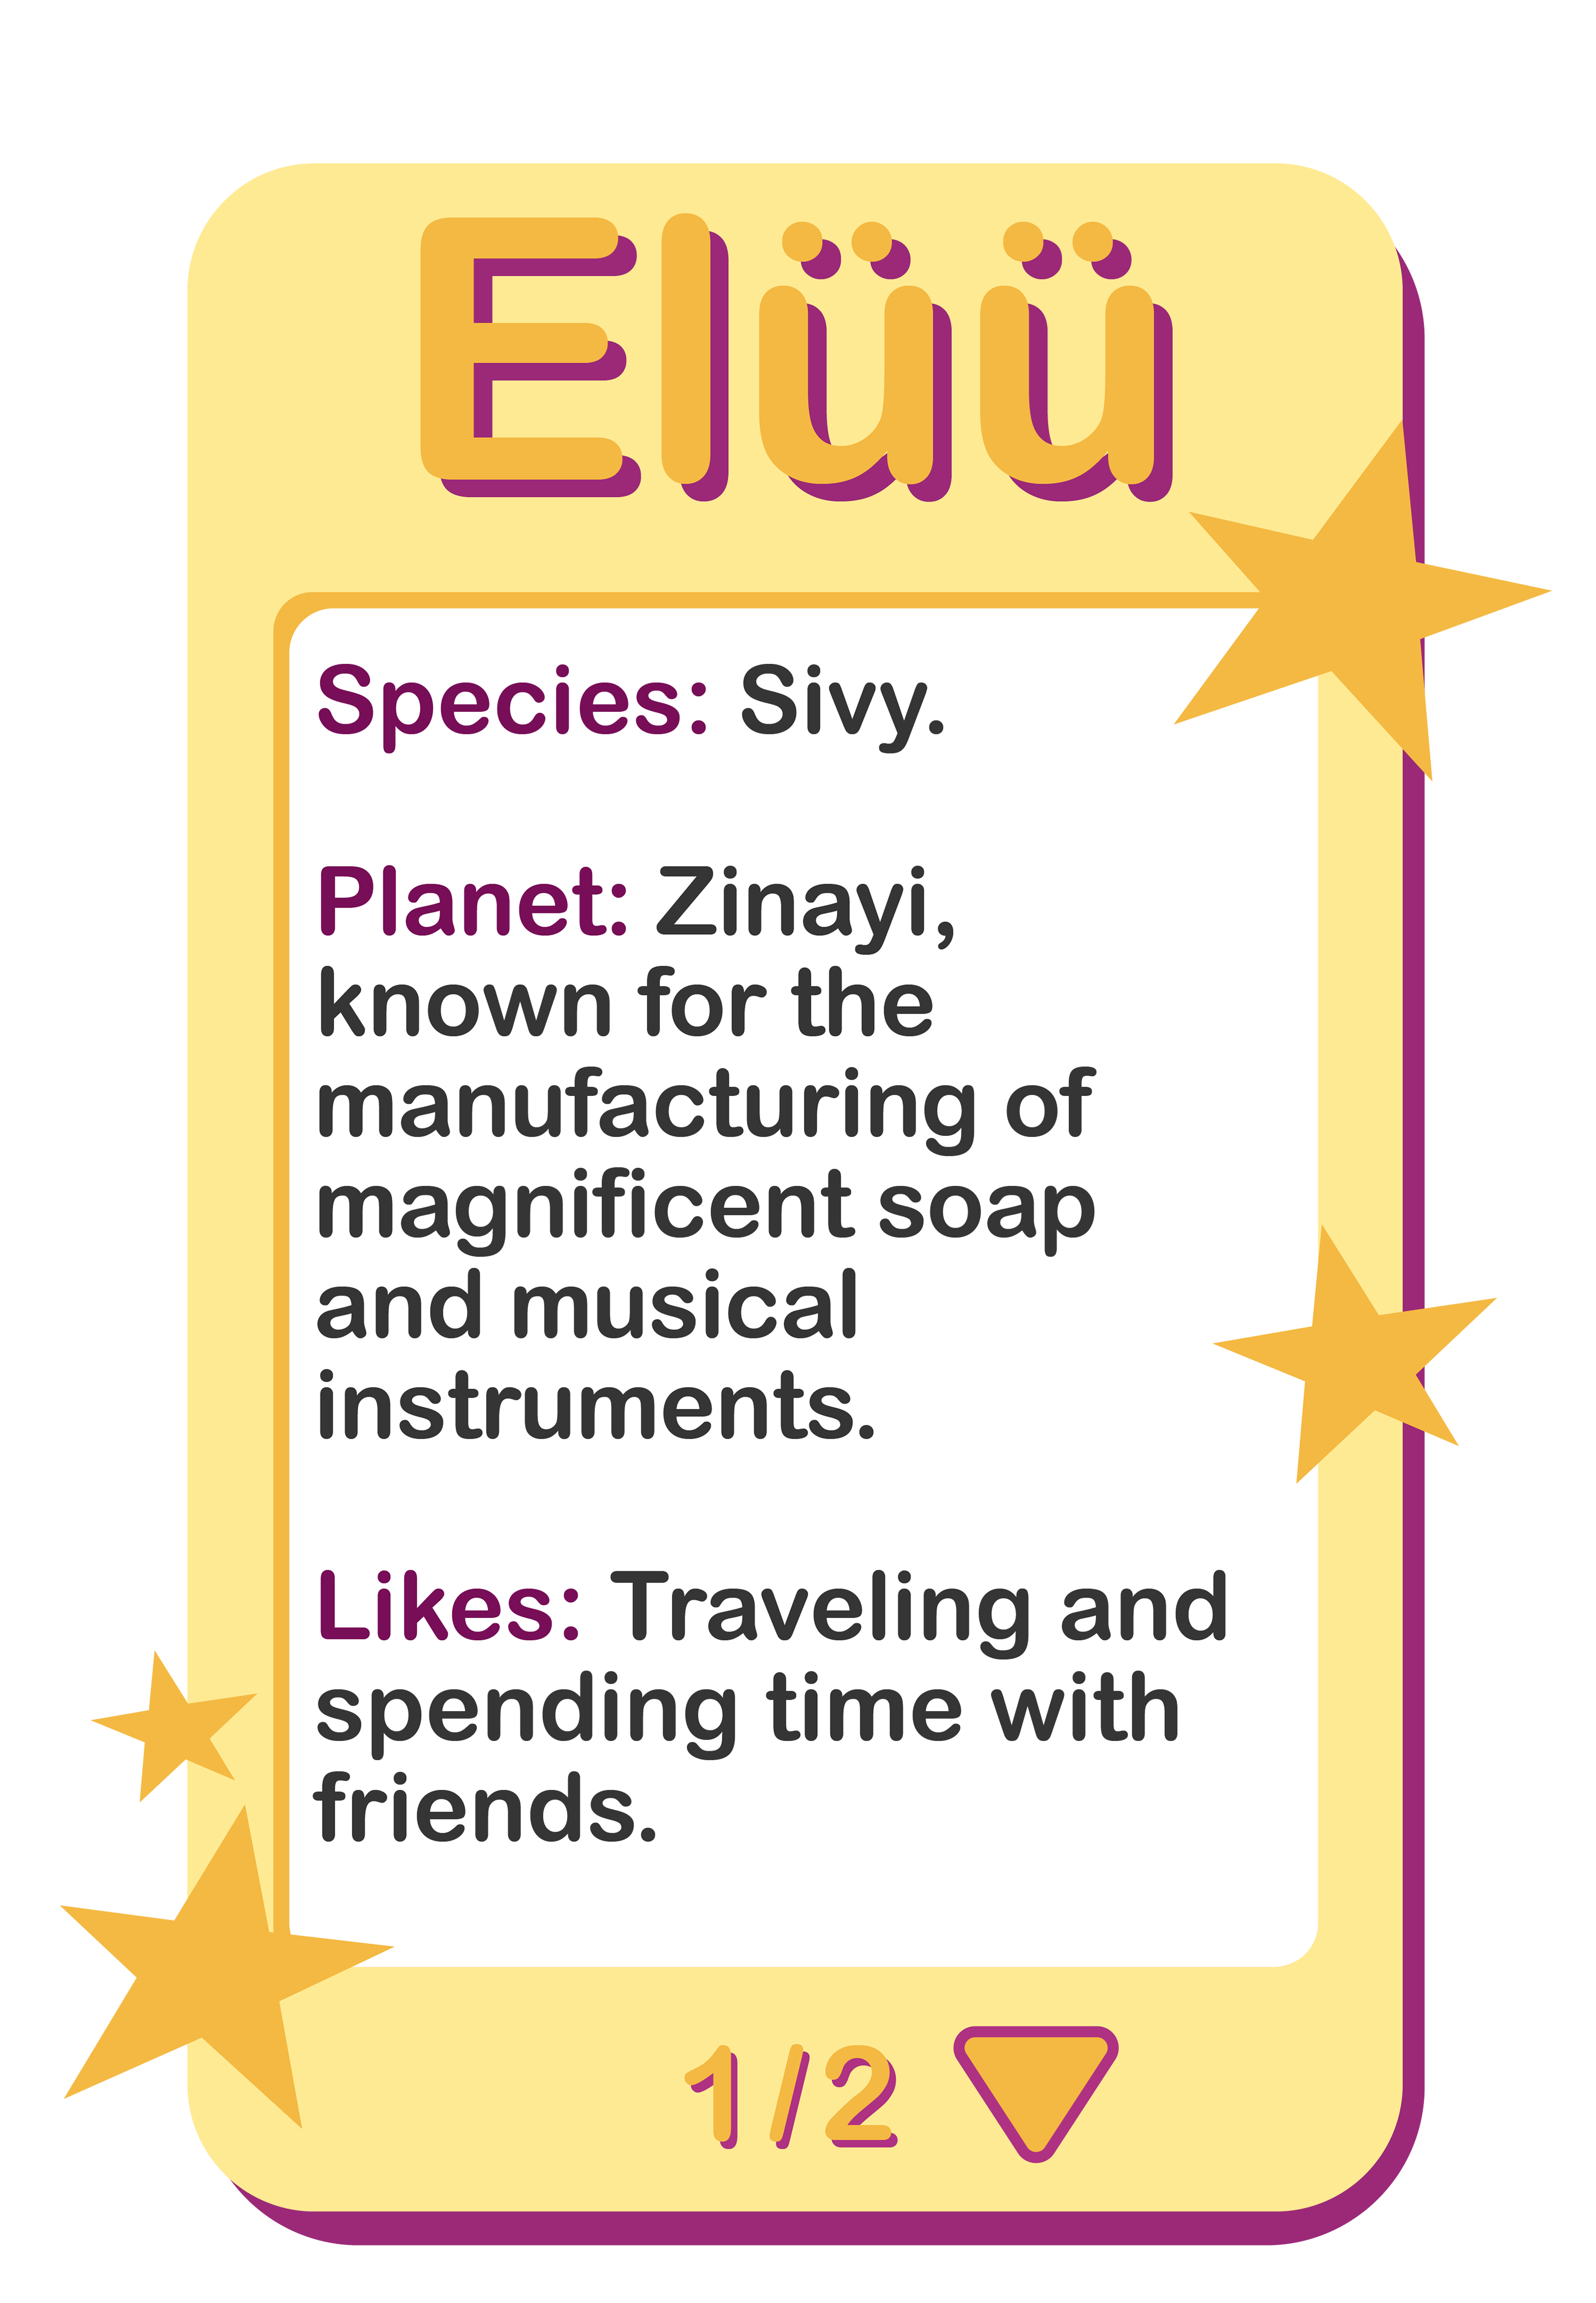 Elüü
Species: Sivy.
Planet: Zinayi,
known for the
manufacturing of
magnificent soap
and musical
instruments.
Likes: Traveling and
spending time with
friends.
1/2